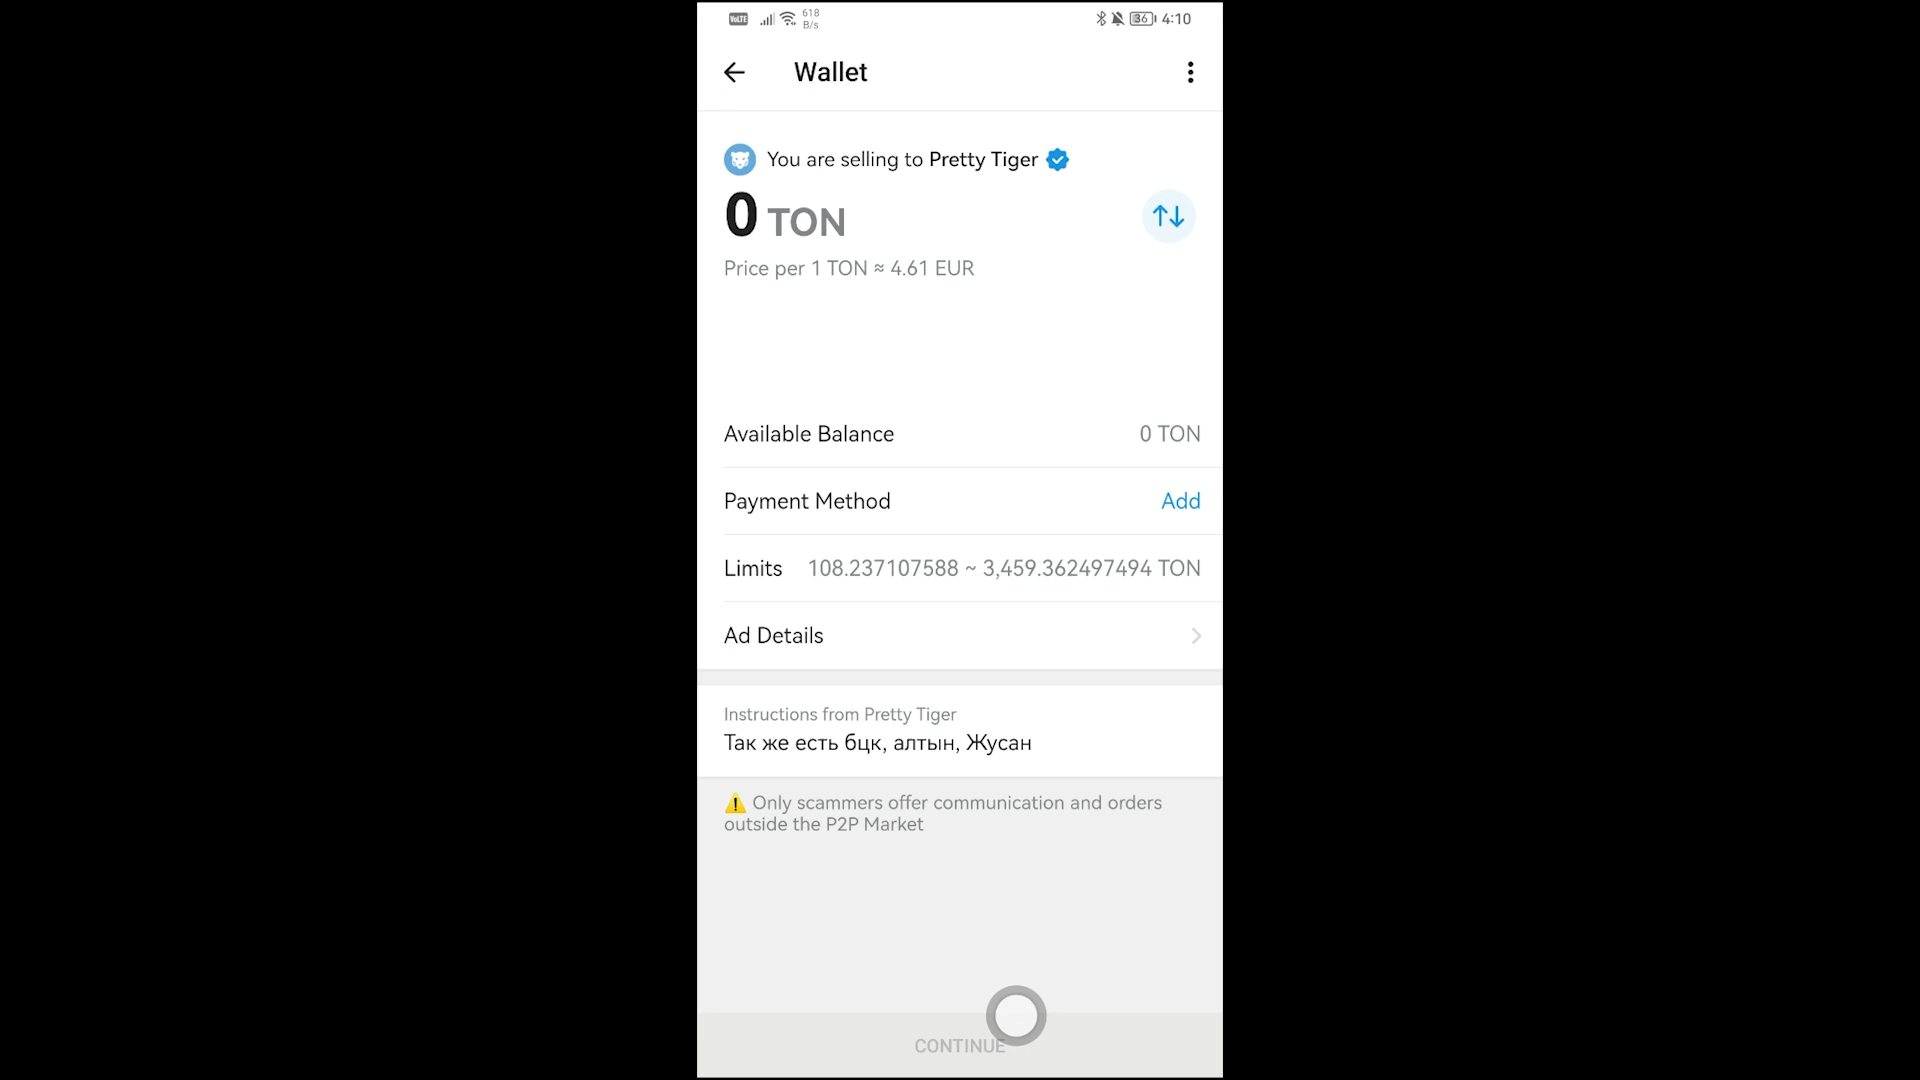 VoLTE 618 B/s 36 4:10
Wallet
You are selling to Pretty Tiger
0 TON
Price per 1 TON ≈ 4.61 EUR
Available Balance 0 TON
Payment Method Add
Limits 108.237107588 ~ 3,459.362497494 TON
Ad Details
Instructions from Pretty Tiger
Так же есть бцк, алтын, Жусан
⚠️ Only scammers offer communication and orders
outside the P2P Market
CONTINUE